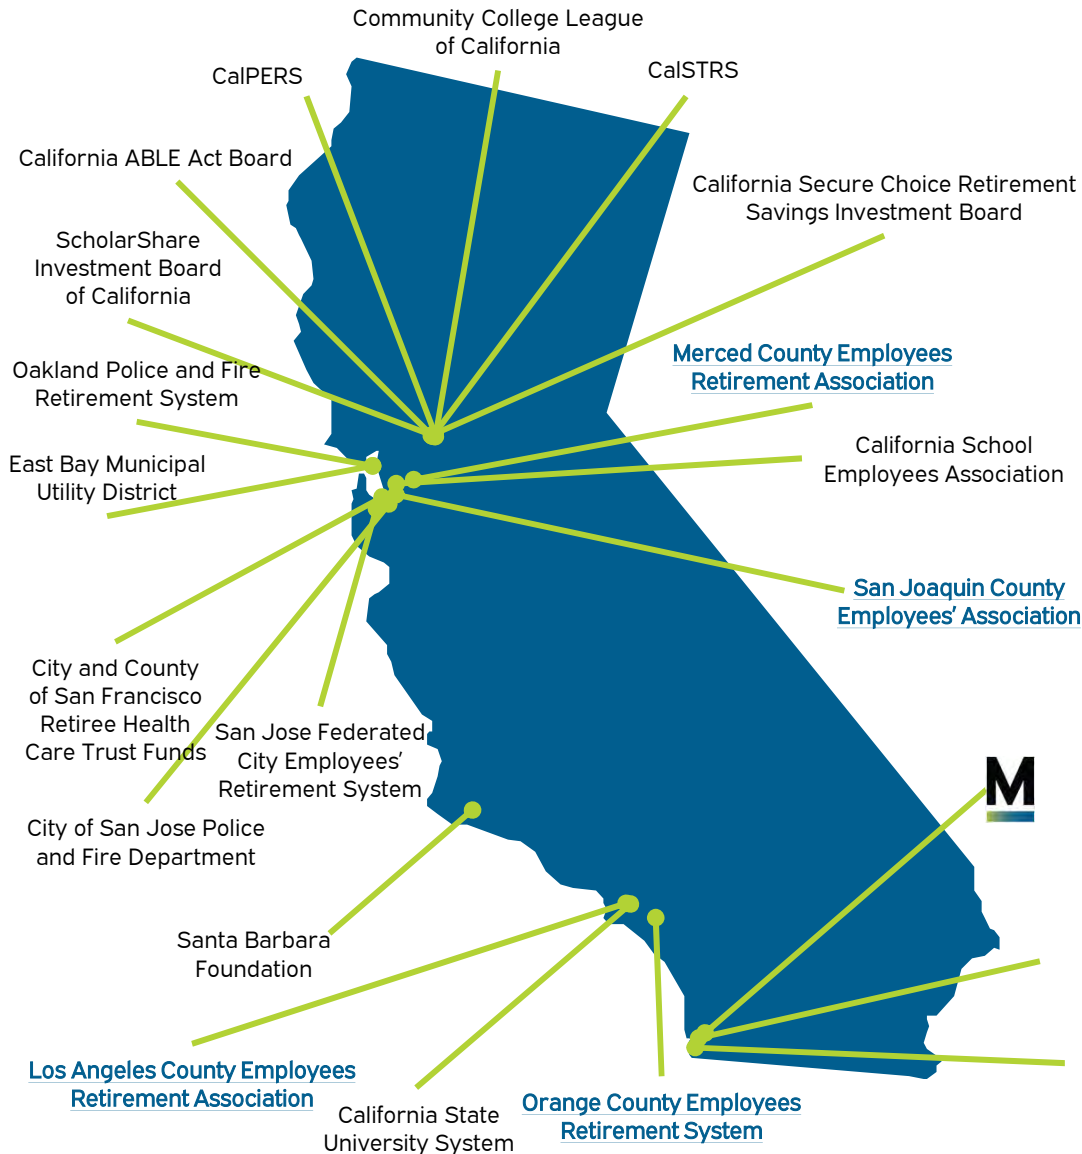 Community College League
of California
CalPERS
CalSTRS
California ABLE Act Board
California Secure Choice Retirement
Savings Investment Board
ScholarShare
Investment Board
of California
Merced County Employees
Retirement Association
Oakland Police and Fire
Retirement System
California School
Employees Association
East Bay Municipal
Utility District
San Joaquin County
Employees’ Association
City and County
of San Francisco
Retiree Health
Care Trust Funds
San Jose Federated
City Employees’
Retirement System
M
City of San Jose Police
and Fire Department
Santa Barbara
Foundation
Los Angeles County Employees
Retirement Association
California State
University System
Orange County Employees
Retirement System